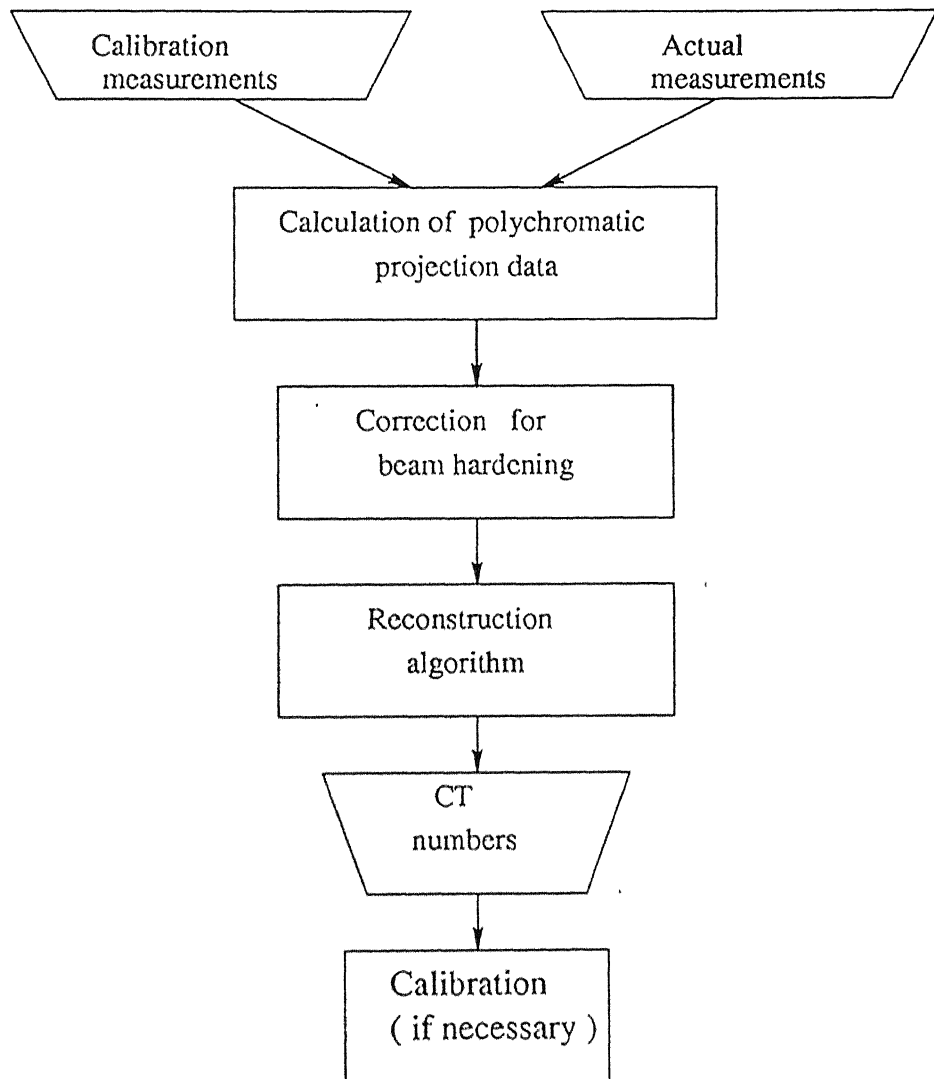 Calibration
measurements
Actual
measurements
Calculation of polychromatic
projection data
Correction for
beam hardening
Reconstruction
algorithm
CT
numbers
Calibration
( if necessary )